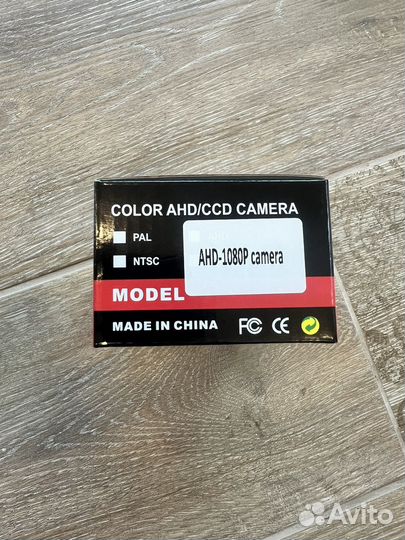 COLOR AHD/CCD CAMERA
PAL
NTSC
AHD-1080P camera
MODEL
MADE IN CHINA FC CE
Avito